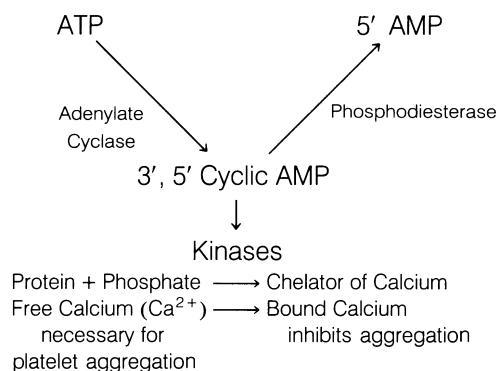 ATP 5′ AMP
Adenylate
Cyclase
Phosphodiesterase
3′, 5′ Cyclic AMP
Kinases
Protein + Phosphate → Chelator of Calcium
Free Calcium (Ca²⁺) → Bound Calcium
necessary for inhibits aggregation
platelet aggregation